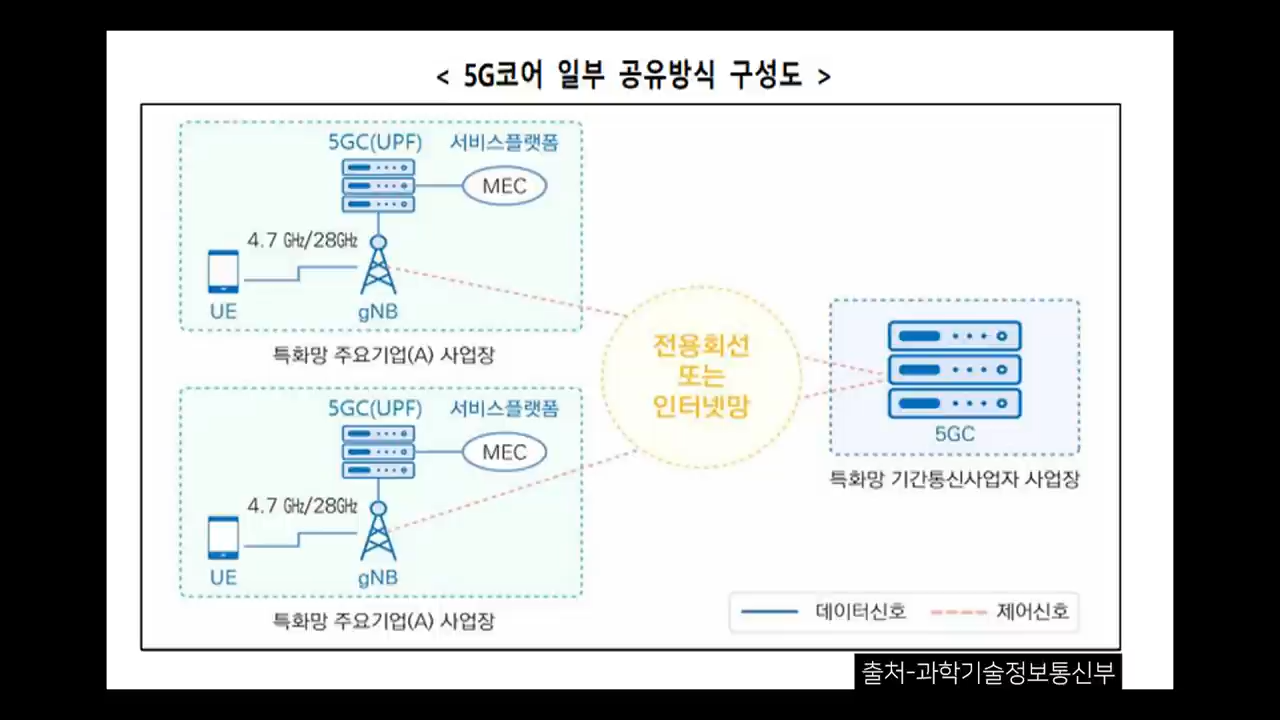 < 5G코어 일부 공유방식 구성도 >
5GC(UPF) 서비스플랫폼
MEC
4.7 GHz/28GHz
UE
gNB
특화망 주요기업(A) 사업장
5GC(UPF) 서비스플랫폼
MEC
4.7 GHz/28GHz
UE
gNB
특화망 주요기업(A) 사업장
전용회선
또는
인터넷망
5GC
특화망 기간통신사업자 사업장
데이터신호 제어신호
출처-과학기술정보통신부